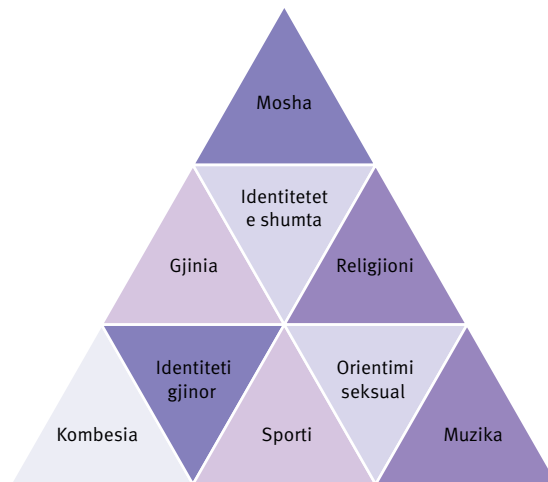 Mosha
Identitetet
e shumta
Gjinia
Religjioni
Identiteti
gjinor
Orientimi
seksual
Kombesia
Sporti
Muzika